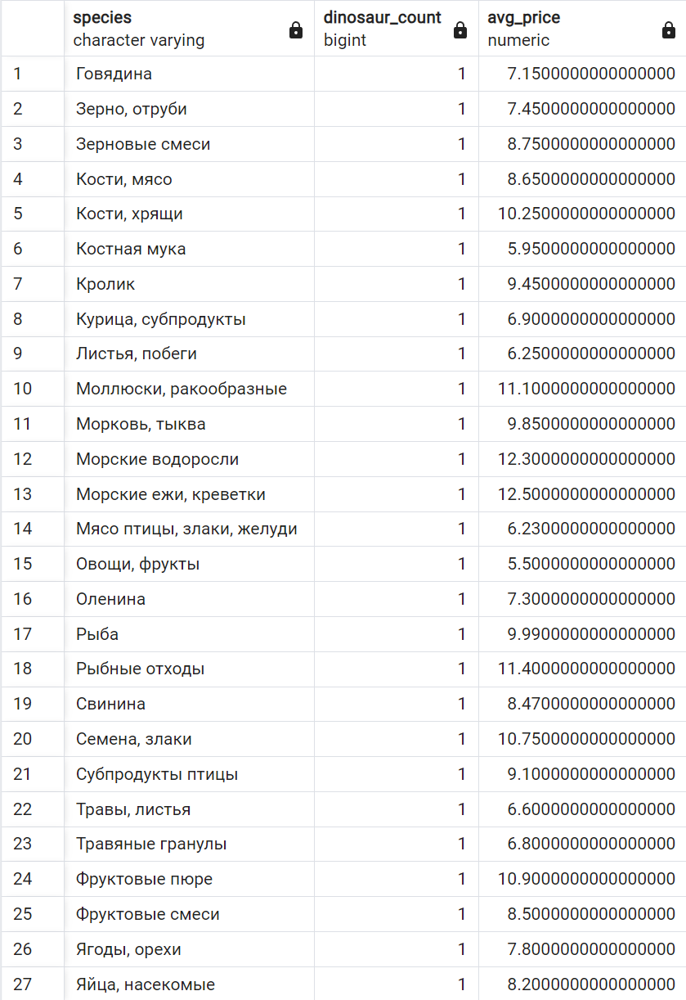 species dinosaur_count avg_price
character varying bigint numeric
1 Говядина 1 7.1500000000000000
2 Зерно, отруби 1 7.4500000000000000
3 Зерновые смеси 1 8.7500000000000000
4 Кости, мясо 1 8.6500000000000000
5 Кости, хрящи 1 10.2500000000000000
6 Костная мука 1 5.9500000000000000
7 Кролик 1 9.4500000000000000
8 Курица, субпродукты 1 6.9000000000000000
9 Листья, побеги 1 6.2500000000000000
10 Моллюски, ракообразные 1 11.1000000000000000
11 Морковь, тыква 1 9.8500000000000000
12 Морские водоросли 1 12.3000000000000000
13 Морские ежи, креветки 1 12.5000000000000000
14 Мясо птицы, злаки, желуди 1 6.2300000000000000
15 Овощи, фрукты 1 5.5000000000000000
16 Оленина 1 7.3000000000000000
17 Рыба 1 9.9900000000000000
18 Рыбные отходы 1 11.4000000000000000
19 Свинина 1 8.4700000000000000
20 Семена, злаки 1 10.7500000000000000
21 Субпродукты птицы 1 9.1000000000000000
22 Травы, листья 1 6.6000000000000000
23 Травяные гранулы 1 6.8000000000000000
24 Фруктовые пюре 1 10.9000000000000000
25 Фруктовые смеси 1 8.5000000000000000
26 Ягоды, орехи 1 7.8000000000000000
27 Яйца, насекомые 1 8.2000000000000000